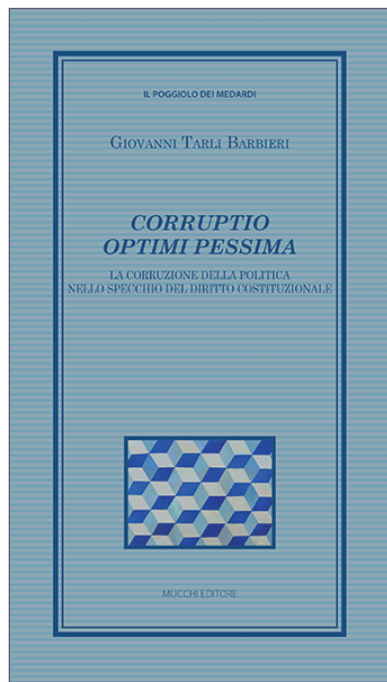 IL POGGIOLO DEI MEDARDI
GIOVANNI TARLI BARBIERI
CORRUPTIO
OPTIMI PESSIMA
LA CORRUZIONE DELLA POLITICA
NELLO SPECCHIO DEL DIRITTO COSTITUZIONALE
MUCCHI EDITORE